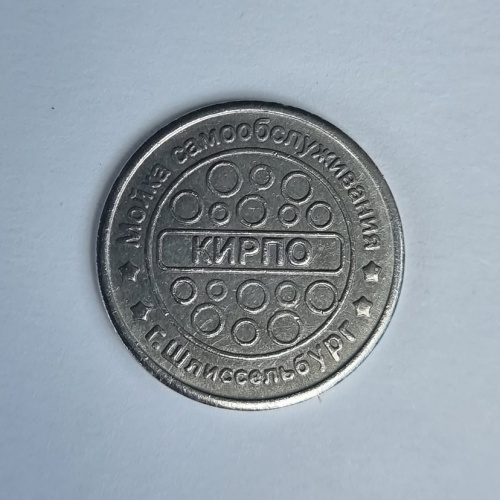 Мойка самообслуживания
КИРПО
г.Шлиссельбург